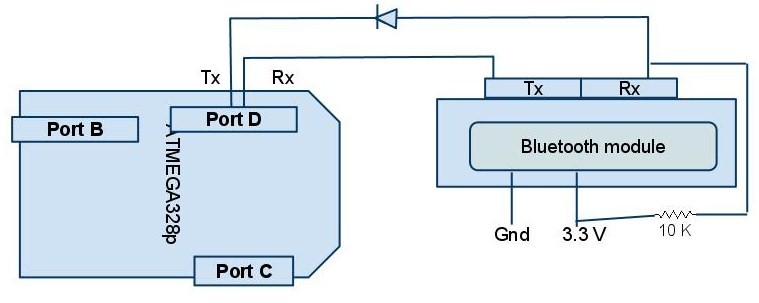 Tx Rx
Tx Rx
Port B
Port D
ATMEGA328p
Bluetooth module
Gnd 3.3 V 10 K
Port C